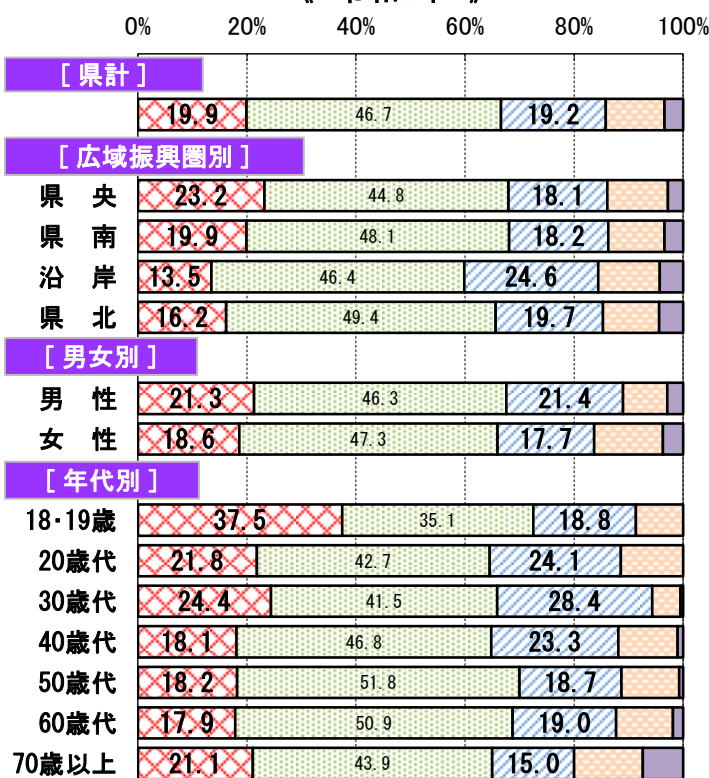 0% 20% 40% 60% 80% 100%
[ 県計 ]
19.9 46.7 19.2
[ 広域振興圏別 ]
県 央 23.2 44.8 18.1
県 南 19.9 48.1 18.2
沿 岸 13.5 46.4 24.6
県 北 16.2 49.4 19.7
[ 男女別 ]
男 性 21.3 46.3 21.4
女 性 18.6 47.3 17.7
[ 年代別 ]
18・19歳 37.5 35.1 18.8
20歳代 21.8 42.7 24.1
30歳代 24.4 41.5 28.4
40歳代 18.1 46.8 23.3
50歳代 18.2 51.8 18.7
60歳代 17.9 50.9 19.0
70歳以上 21.1 43.9 15.0